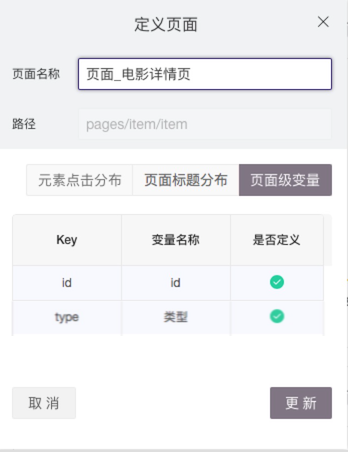 定义页面
页面名称 页面_电影详情页
路径 pages/item/item
元素点击分布 页面标题分布 页面级变量
Key 变量名称 是否定义
id id
type 类型
取 消 更 新